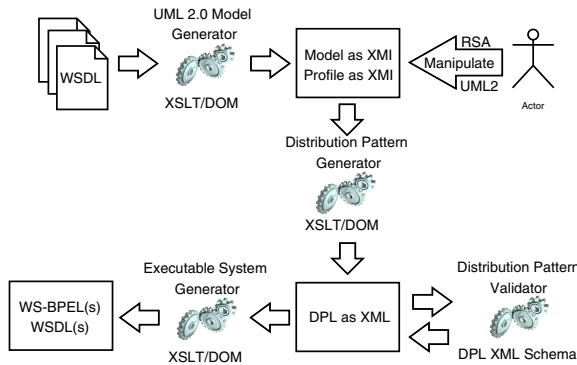 UML 2.0 Model
Generator
WSDL
XSLT/DOM
Model as XMI
Profile as XMI
RSA
Manipulate
UML2
Actor
Distribution Pattern
Generator
XSLT/DOM
Executable System
Generator
XSLT/DOM
WS-BPEL(s)
WSDL(s)
DPL as XML
Distribution Pattern
Validator
DPL XML Schema